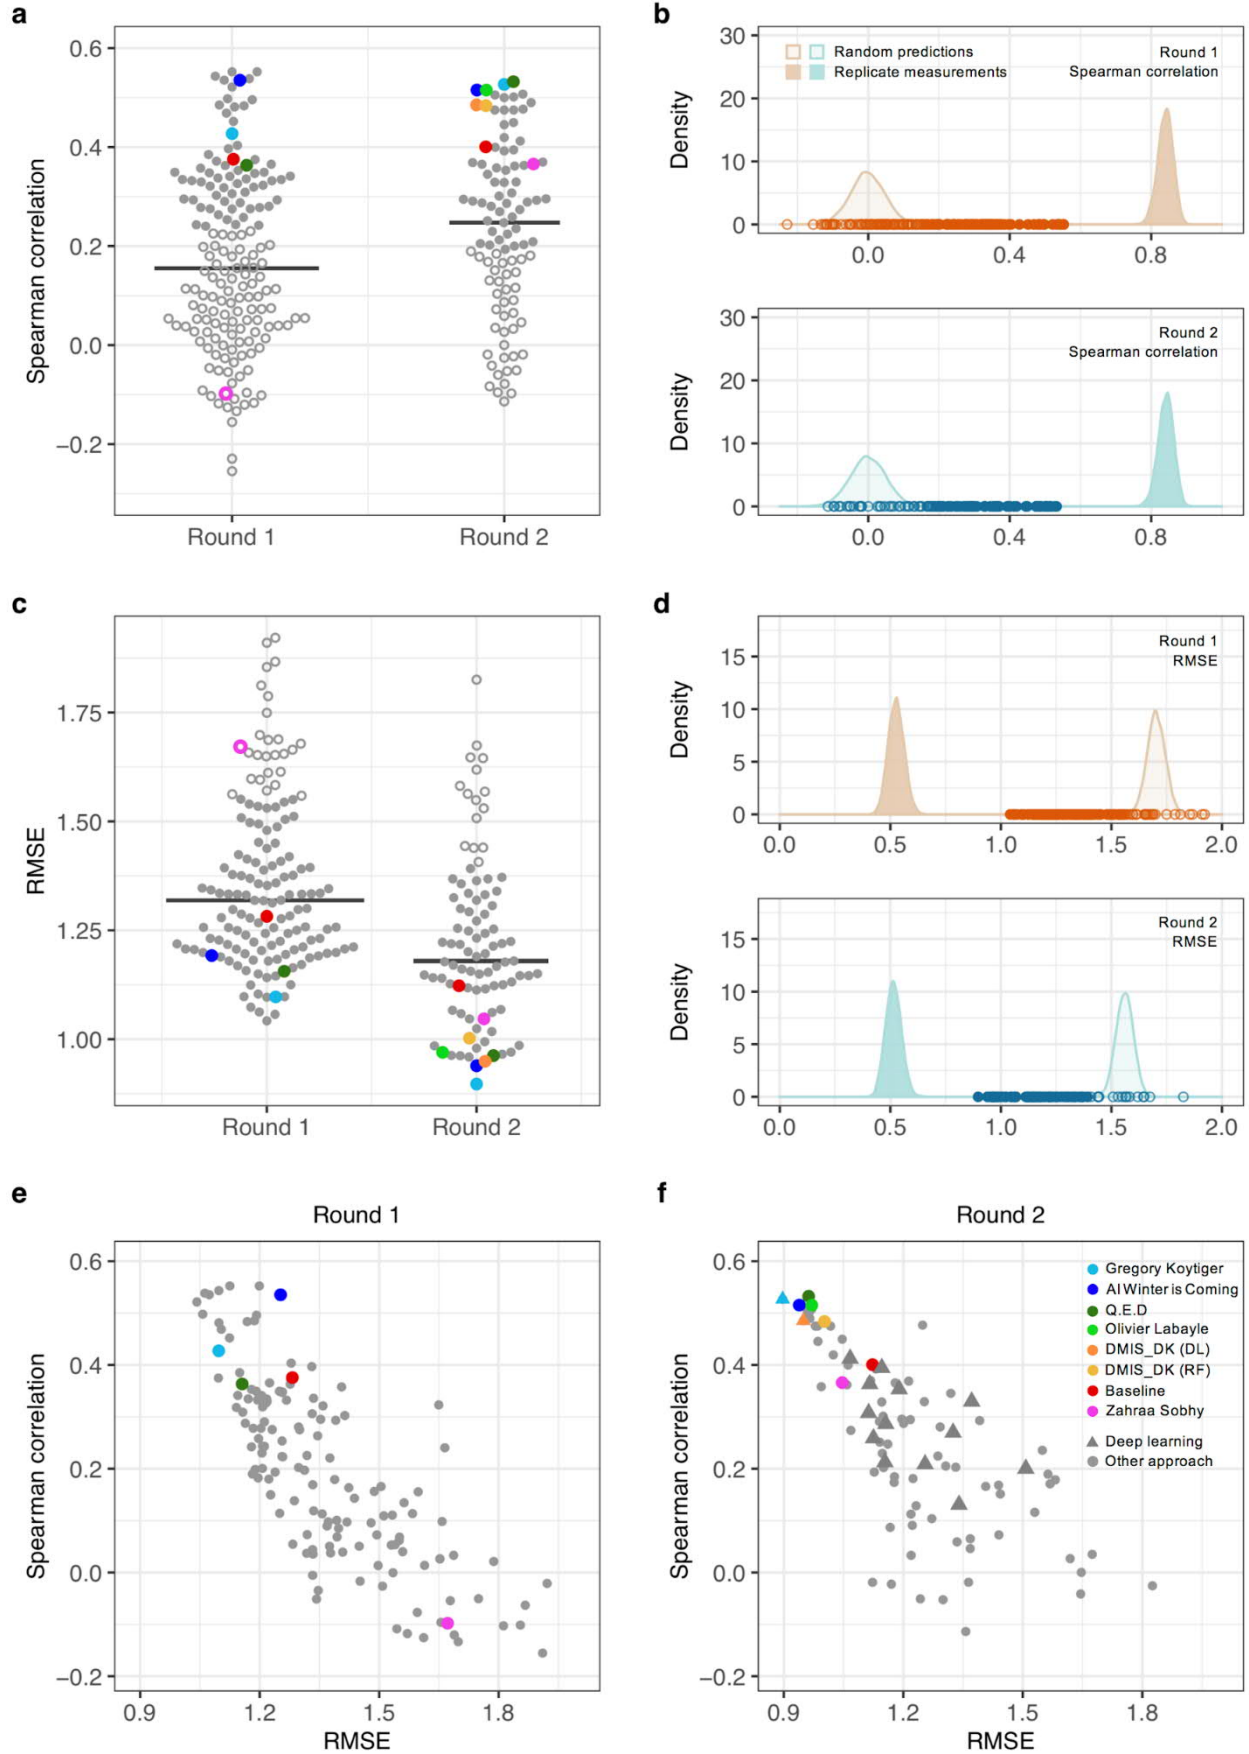 a
Spearman correlation
0.6
0.4
0.2
0.0
−0.2
Round 1
Round 2
b
Density
30
20
10
0
Random predictions
Replicate measurements
Round 1
Spearman correlation
0.0
0.4
0.8
Density
30
20
10
0
Round 2
Spearman correlation
0.0
0.4
0.8
c
RMSE
1.75
1.50
1.25
1.00
Round 1
Round 2
d
Density
15
10
5
0
Round 1
RMSE
0.0
0.5
1.0
1.5
2.0
Density
15
10
5
0
Round 2
RMSE
0.0
0.5
1.0
1.5
2.0
e
Round 1
Spearman correlation
0.6
0.4
0.2
0.0
−0.2
0.9
1.2
1.5
1.8
RMSE
f
Round 2
Spearman correlation
0.6
0.4
0.2
0.0
−0.2
Gregory Koytiger
AI Winter is Coming
Q.E.D
Olivier Labayle
DMIS_DK (DL)
DMIS_DK (RF)
Baseline
Zahraa Sobhy
Deep learning
Other approach
0.9
1.2
1.5
1.8
RMSE